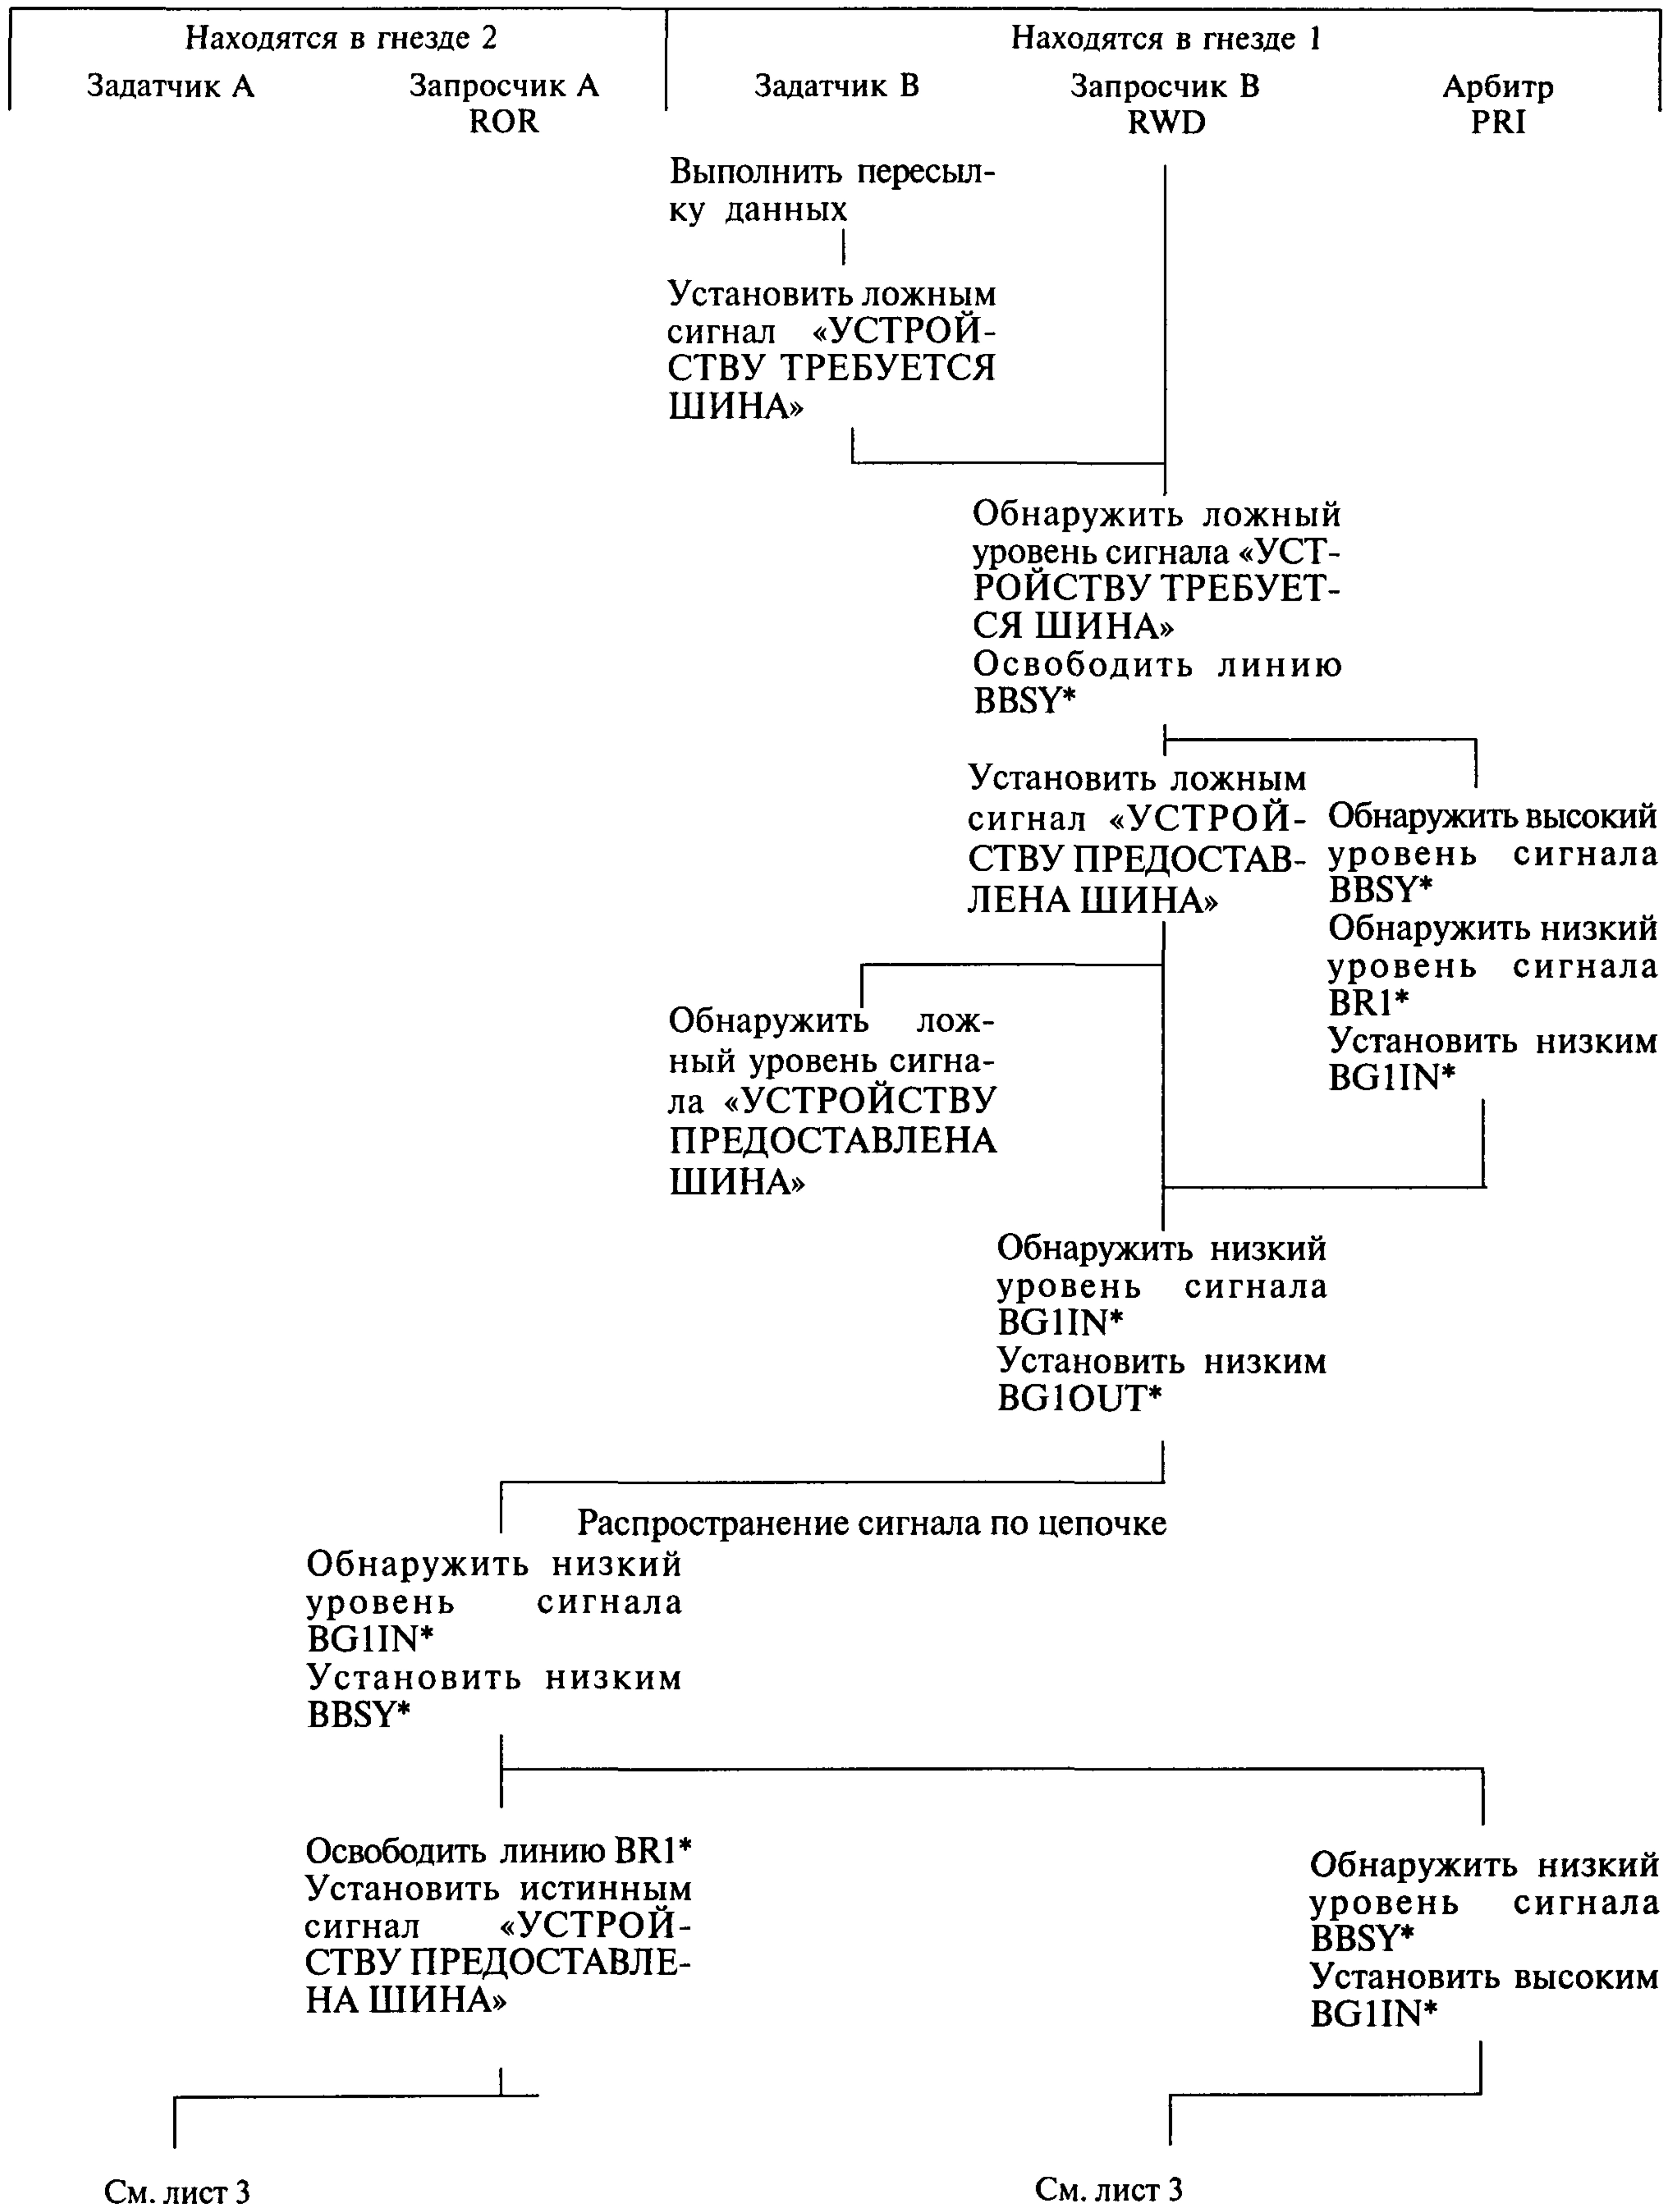 Находятся в гнезде 2
Находятся в гнезде 1
Задатчик А
Запросчик А
ROR
Задатчик В
Запросчик В
RWD
Арбитр
PRI
Выполнить пересыл-
ку данных
Установить ложным
сигнал «УСТРОЙ-
СТВУ ТРЕБУЕТСЯ
ШИНА»
Обнаружить ложный
уровень сигнала «УСТ-
РОЙСТВУ ТРЕБУЕТ-
СЯ ШИНА»
Освободить линию
BBSY*
Установить ложным
сигнал «УСТРОЙ-
СТВУ ПРЕДОСТАВ-
ЛЕНА ШИНА»
Обнаружить высокий
уровень сигнала
BBSY*
Обнаружить низкий
уровень сигнала
BR1*
Установить низким
BG1IN*
Обнаружить лож-
ный уровень сигна-
ла «УСТРОЙСТВУ
ПРЕДОСТАВЛЕНА
ШИНА»
Обнаружить низкий
уровень сигнала
BG1IN*
Установить низким
BG1OUT*
Распространение сигнала по цепочке
Обнаружить низкий
уровень сигнала
BG1IN*
Установить низким
BBSY*
Освободить линию BR1*
Установить истинным
сигнал «УСТРОЙ-
СТВУ ПРЕДОСТАВЛЕ-
НА ШИНА»
Обнаружить низкий
уровень сигнала
BBSY*
Установить высоким
BG1IN*
См. лист 3
См. лист 3